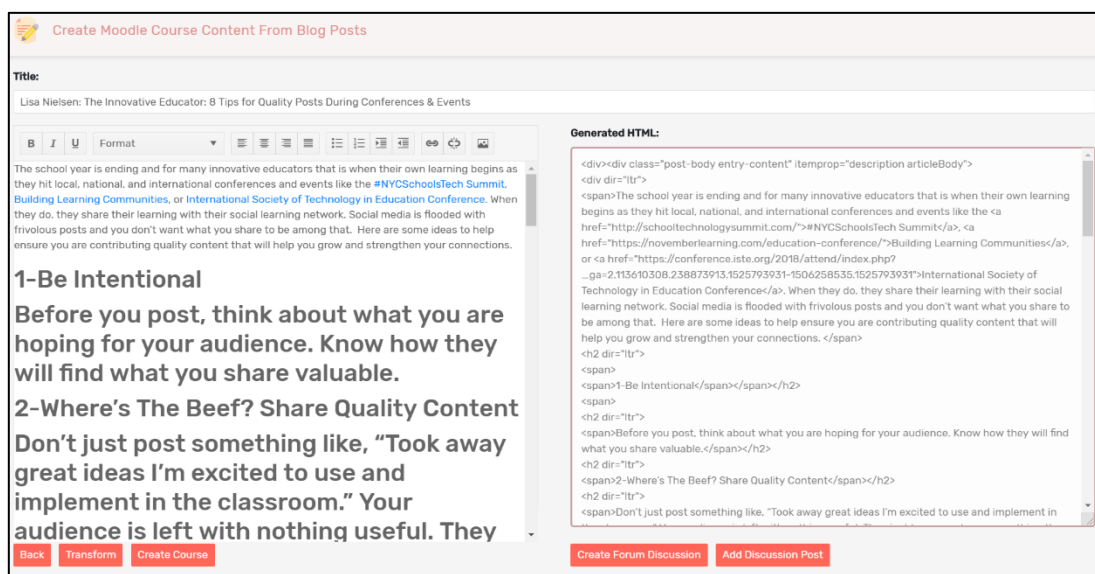 Create Moodle Course Content From Blog Posts
Title:
Lisa Nielsen: The Innovative Educator: 8 Tips for Quality Posts During Conferences & Events
B I U Format
The school year is ending and for many innovative educators that is when their own learning begins as
they hit local, national, and international conferences and events like the #NYCSchoolsTech Summit,
Building Learning Communities, or International Society of Technology in Education Conference. When
they do, they share their learning with their social learning network. Social media is flooded with
frivolous posts and you don't want what you share to be among that.  Here are some ideas to help
ensure you are contributing quality content that will help you grow and strengthen your connections.
1-Be Intentional
Before you post, think about what you are
hoping for your audience. Know how they
will find what you share valuable.
2-Where's The Beef? Share Quality Content
Don't just post something like, "Took away
great ideas I'm excited to use and
implement in the classroom." Your
audience is left with nothing useful. They
Back Transform Create Course
Generated HTML:
<div><div class="post-body entry-content" itemprop="description articleBody">
<div dir="ltr">
<span>The school year is ending and for many innovative educators that is when their own learning
begins as they hit local, national, and international conferences and events like the <a
href="http://schooltechnologysummit.com/">#NYCSchoolsTech Summit</a>, <a
href="https://novemberlearning.com/education-conference/">Building Learning Communities</a>,
or <a href="https://conference.iste.org/2018/attend/index.php?
_ga=2.113610308.238873913.1525793931-1506258535.1525793931">International Society of
Technology in Education Conference</a>. When they do, they share their learning with their social
learning network. Social media is flooded with frivolous posts and you don't want what you share to
be among that.  Here are some ideas to help ensure you are contributing quality content that will
help you grow and strengthen your connections. </span>
<h2 dir="ltr">
<span>
<span>1-Be Intentional</span></span></h2>
<span>
<h2 dir="ltr">
<span>Before you post, think about what you are hoping for your audience. Know how they will find
what you share valuable.</span></h2>
<h2 dir="ltr">
<span>2-Where's The Beef? Share Quality Content</span></h2>
<h2 dir="ltr">
<span>Don't just post something like, "Took away great ideas I'm excited to use and implement in
Create Forum Discussion Add Discussion Post